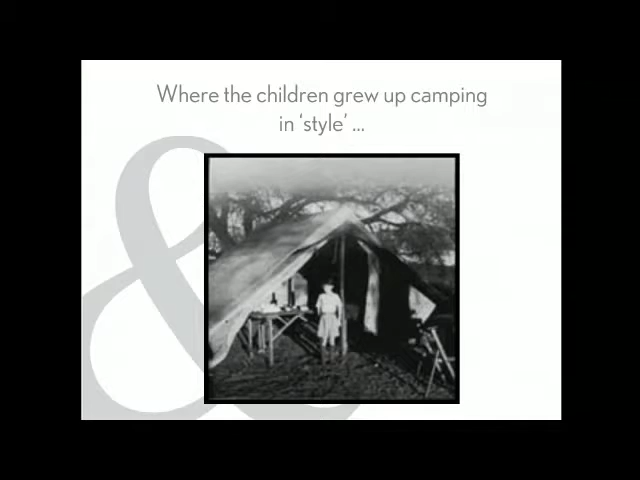 Where the children grew up camping
in ‘style’ ...
&